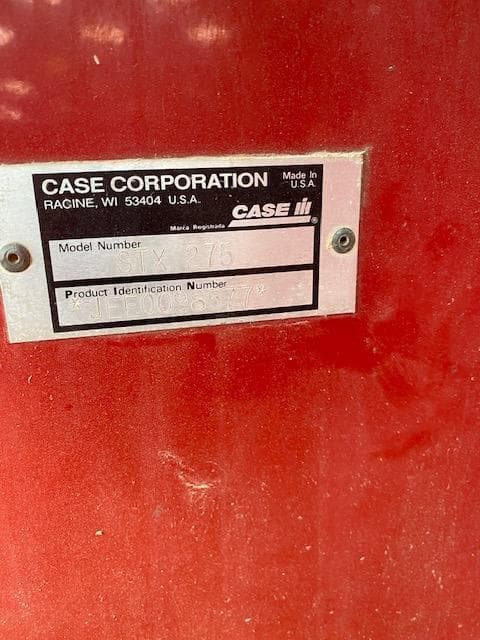 CASE CORPORATION Made In
RACINE, WI 53404 U.S.A. U.S.A.
CASE IH ®
Marca Registrada
Model Number
STX 275
Product Identification Number